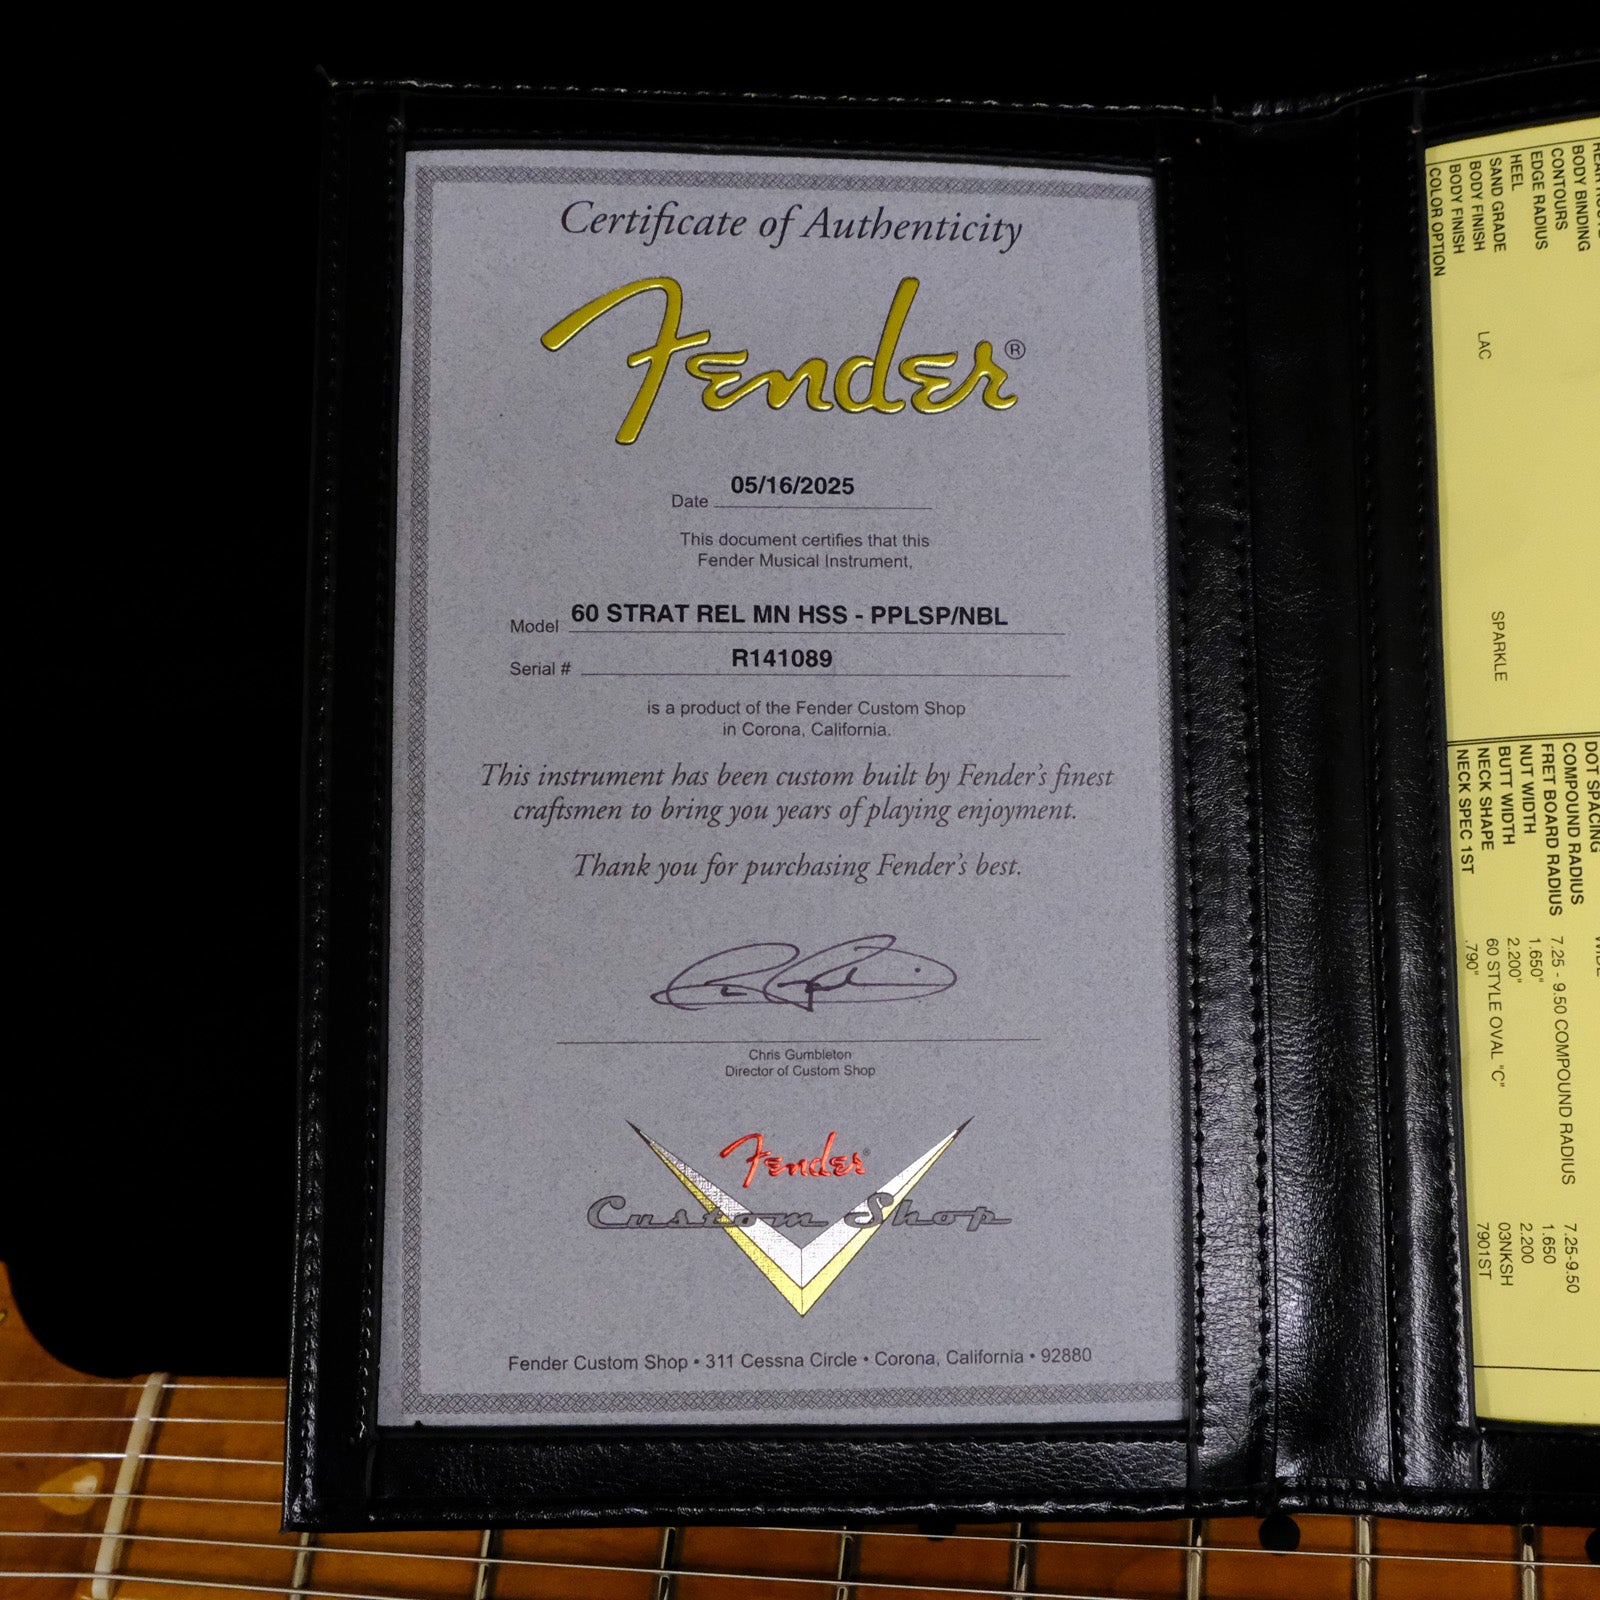 Certificate of Authenticity
Fender®
Date 05/16/2025
This document certifies that this
Fender Musical Instrument,
Model 60 STRAT REL MN HSS - PPLSP/NBL
Serial # R141089
is a product of the Fender Custom Shop
in Corona, California.
This instrument has been custom built by Fender's finest
craftsmen to bring you years of playing enjoyment.
Thank you for purchasing Fender's best.
Chris Gumbleton
Director of Custom Shop
Fender
Custom Shop
Fender Custom Shop • 311 Cessna Circle • Corona, California • 92880
BODY BINDING
CONTOURS
EDGE RADIUS
HEEL
SAND GRADE
BODY FINISH LAC
BODY FINISH SPARKLE
COLOR OPTION
DOT SPACING
COMPOUND RADIUS
FRET BOARD RADIUS 7.25 - 9.50 COMPOUND RADIUS 7.25-9.50
NUT WIDTH 1.650" 1.650
BUTT WIDTH 2.200" 2.200
NECK SHAPE 60 STYLE OVAL "C" 03NKSH
NECK SPEC 1ST .790" 7901ST